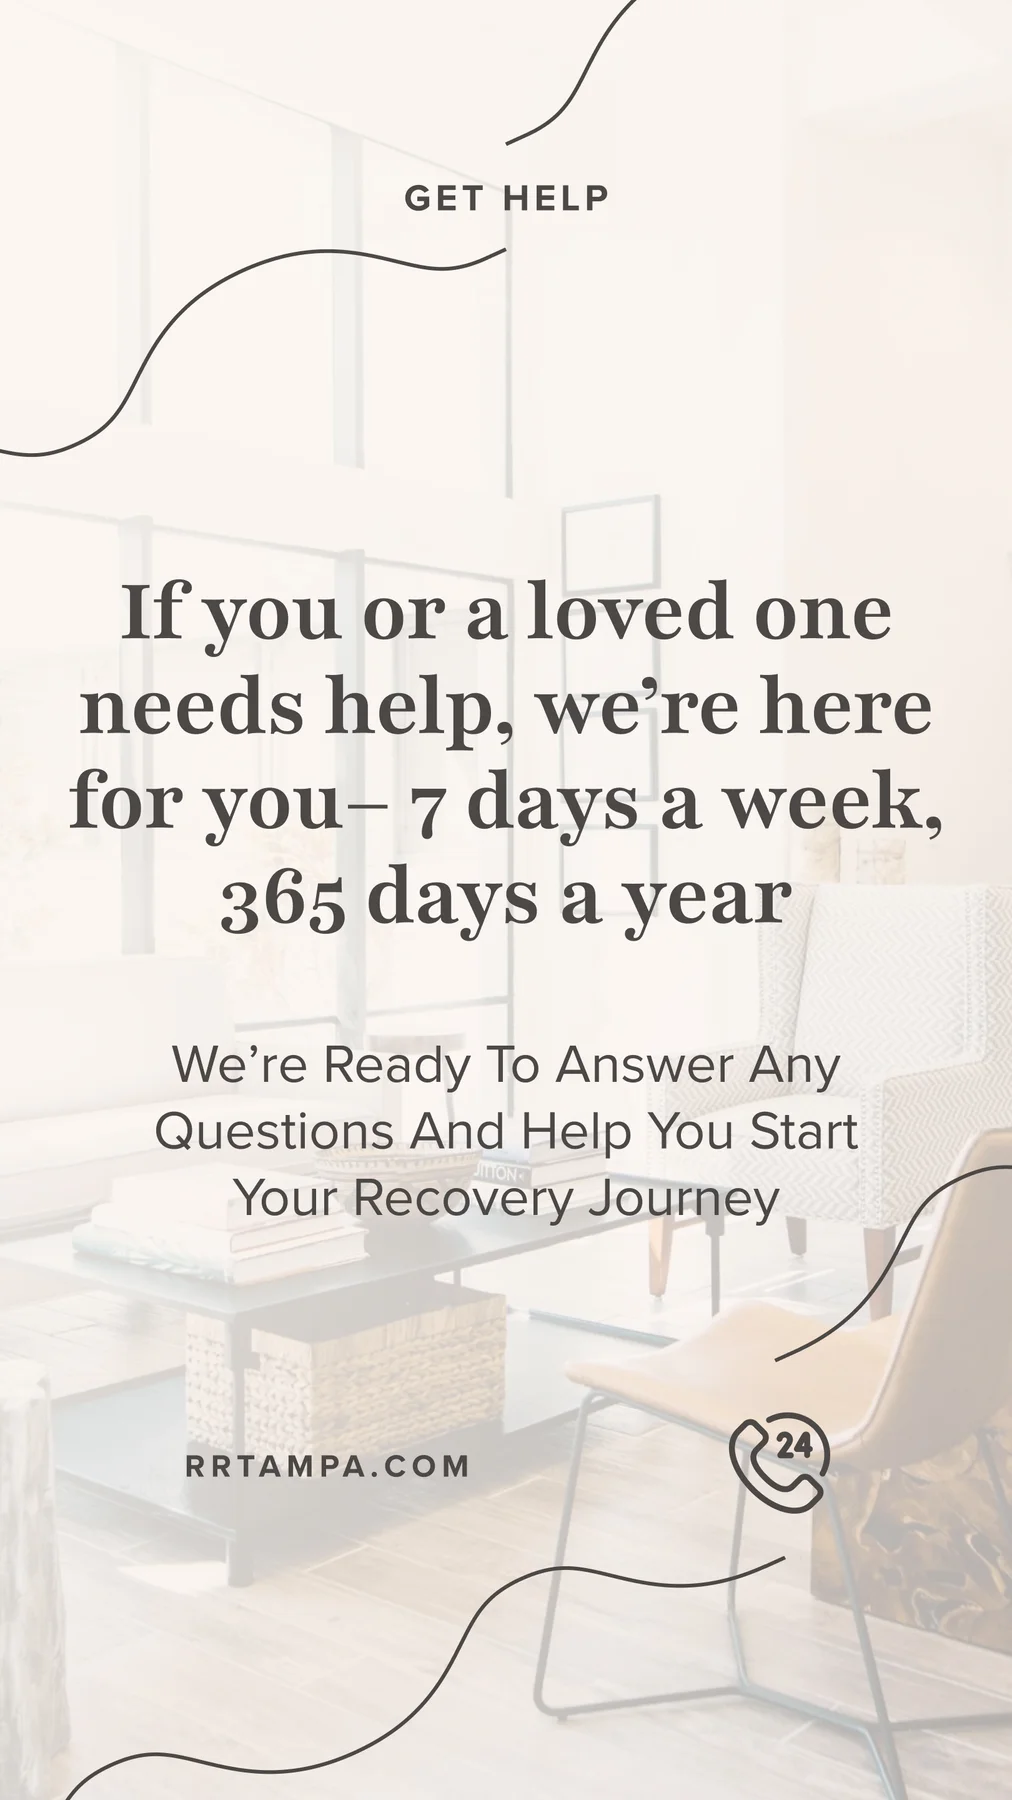 GET HELP
If you or a loved one
needs help, we’re here
for you– 7 days a week,
365 days a year
We’re Ready To Answer Any
Questions And Help You Start
Your Recovery Journey
RRTAMPA.COM
24